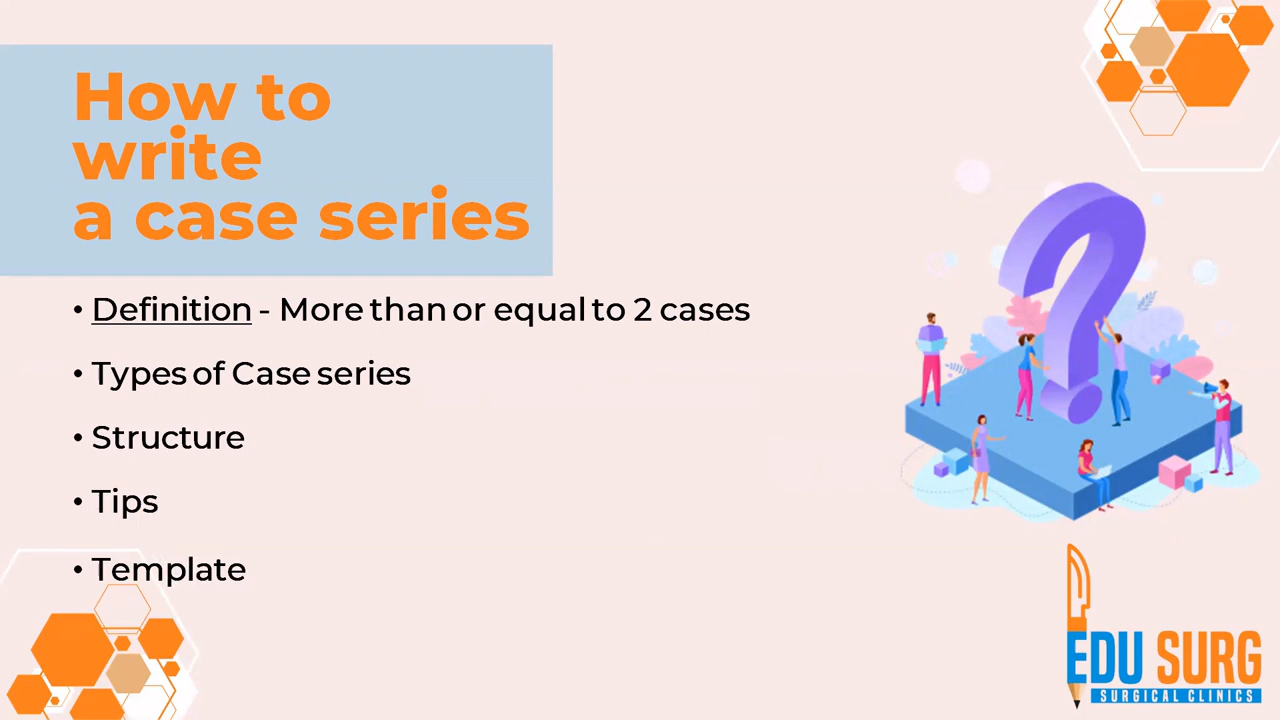 How to
write
a case series
• Definition - More than or equal to 2 cases
• Types of Case series
• Structure
• Tips
• Template
EDU SURG
SURGICAL CLINICS